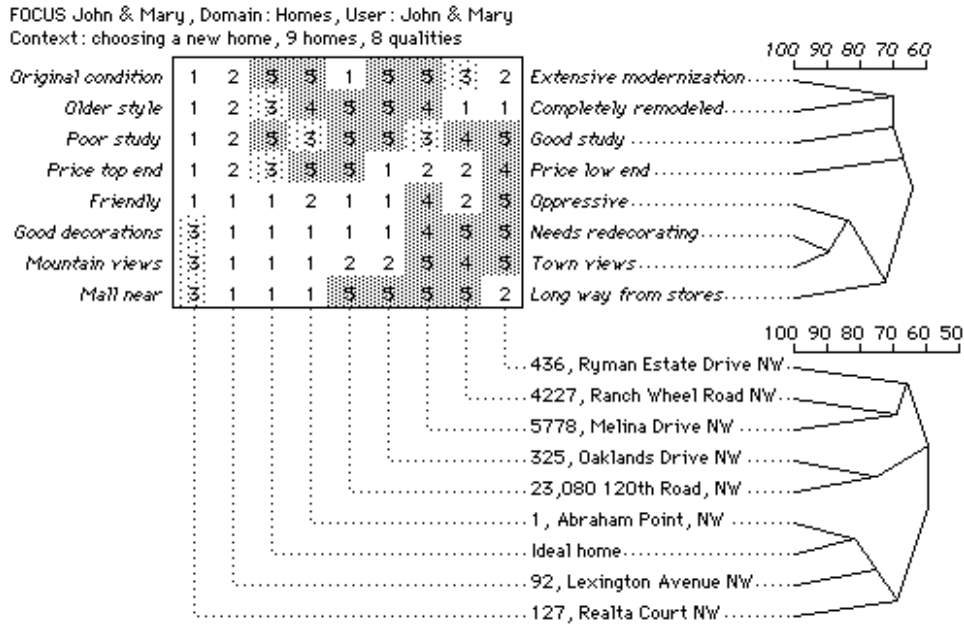 FOCUS John & Mary, Domain: Homes, User: John & Mary
Context: choosing a new home, 9 homes, 8 qualities
100 90 80 70 60
Original condition 1 2 5 5 1 5 5 3 2 Extensive modernization
Older style 1 2 3 4 5 5 4 1 1 Completely remodeled
Poor study 1 2 5 3 5 5 3 4 5 Good study
Price top end 1 2 3 5 5 1 2 2 4 Price low end
Friendly 1 1 1 2 1 1 4 2 5 Oppressive
Good decorations 3 1 1 1 1 1 4 5 5 Needs redecorating
Mountain views 3 1 1 1 2 2 5 4 5 Town views
Mall near 3 1 1 1 5 5 5 5 2 Long way from stores
100 90 80 70 60 50
436, Ryman Estate Drive NW
4227, Ranch Wheel Road NW
5778, Melina Drive NW
325, Oaklands Drive NW
23,080 120th Road, NW
1, Abraham Point, NW
Ideal home
92, Lexington Avenue NW
127, Realta Court NW